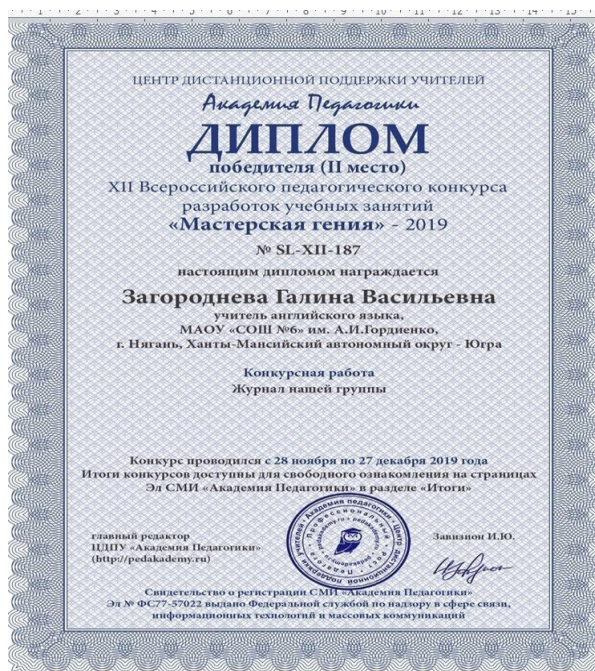 ЦЕНТР ДИСТАНЦИОННОЙ ПОДДЕРЖКИ УЧИТЕЛЕЙ
Академия Педагогики
ДИПЛОМ
победителя (II место)
XII Всероссийского педагогического конкурса
разработок учебных занятий
«Мастерская гения» - 2019
№ SL-XII-187
настоящим дипломом награждается
Загороднева Галина Васильевна
учитель английского языка,
МАОУ «СОШ №6» им. А.И.Гордиенко,
г. Нягань, Ханты-Мансийский автономный округ - Югра
Конкурсная работа
Журнал нашей группы
Конкурс проводился с 28 ноября по 27 декабря 2019 года
Итоги конкурсов доступны для свободного ознакомления на страницах
Эл СМИ «Академия Педагогики» в разделе «Итоги»
главный редактор
ЦДПУ «Академия Педагогики»
(http://pedakademy.ru)
Завизион И.Ю.
Свидетельство о регистрации СМИ «Академия Педагогики»
Эл № ФС77-57022 выдано Федеральной службой по надзору в сфере связи,
информационных технологий и массовых коммуникаций